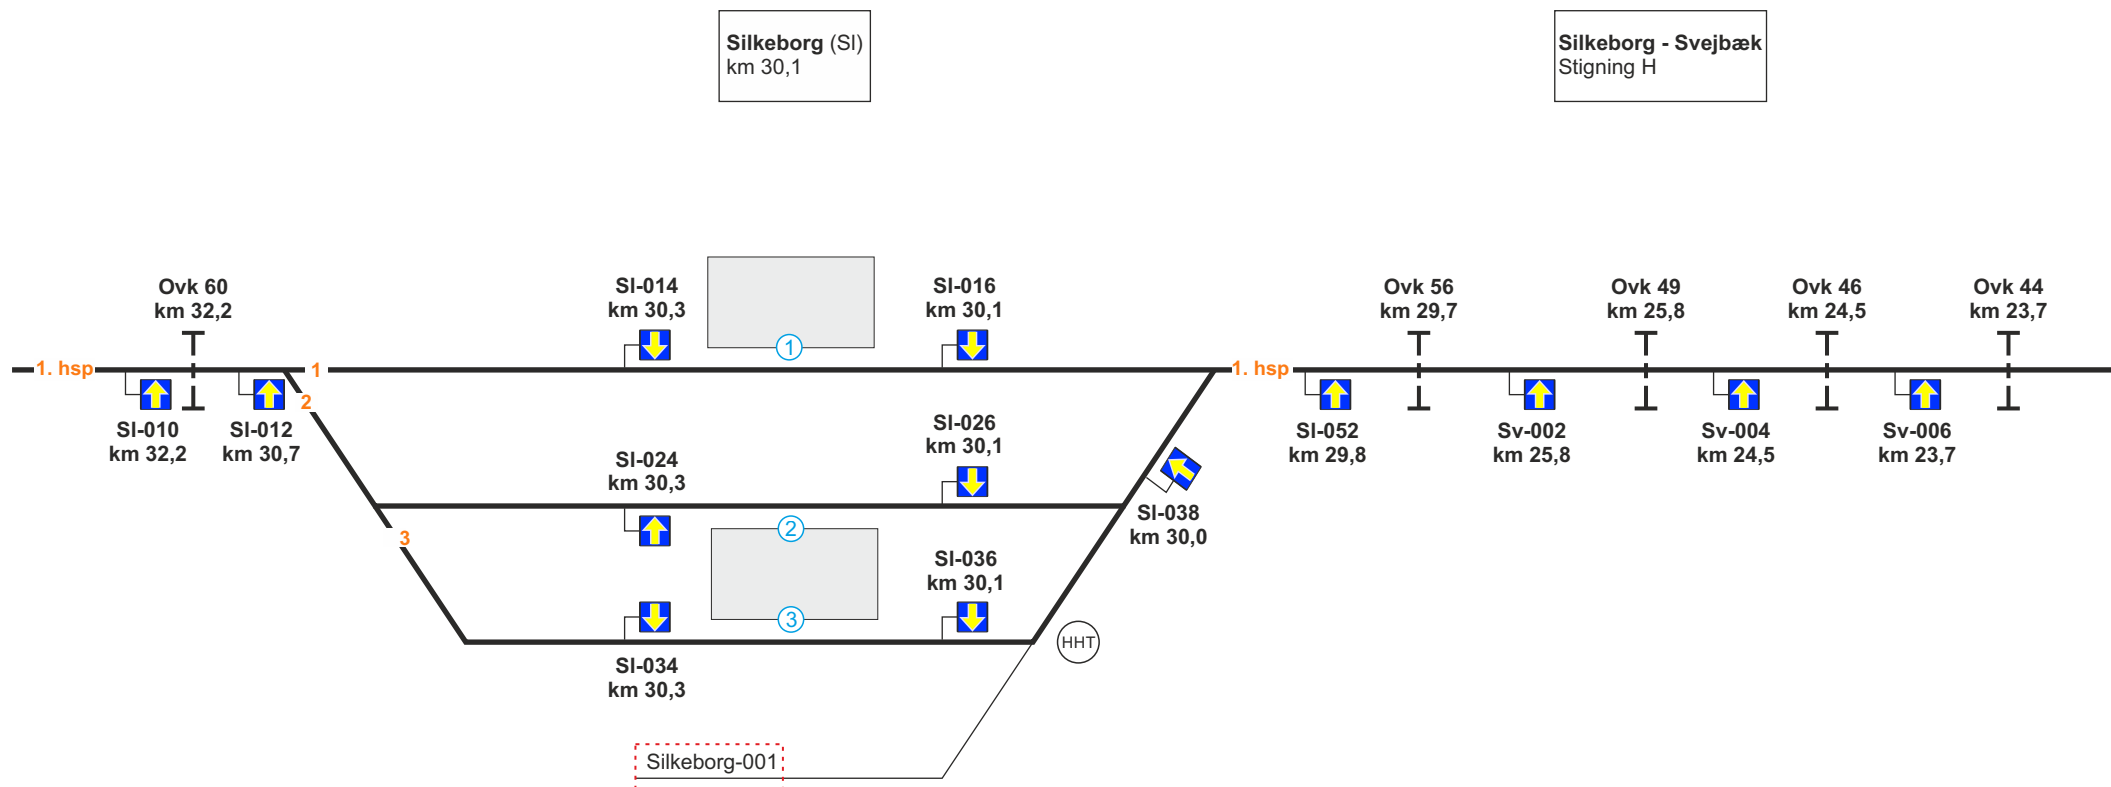 Silkeborg (Sl)
km 30,1
Silkeborg - Svejbæk
Stigning H
Ovk 60
km 32,2
Sl-014
km 30,3
Sl-016
km 30,1
Ovk 56
km 29,7
Ovk 49
km 25,8
Ovk 46
km 24,5
Ovk 44
km 23,7
1
1. hsp
1
1. hsp
2
Sl-010
km 32,2
Sl-012
km 30,7
Sl-052
km 29,8
Sv-002
km 25,8
Sv-004
km 24,5
Sv-006
km 23,7
Sl-024
km 30,3
Sl-026
km 30,1
Sl-038
km 30,0
2
3
Sl-036
km 30,1
3
HHT
Sl-034
km 30,3
Silkeborg-001